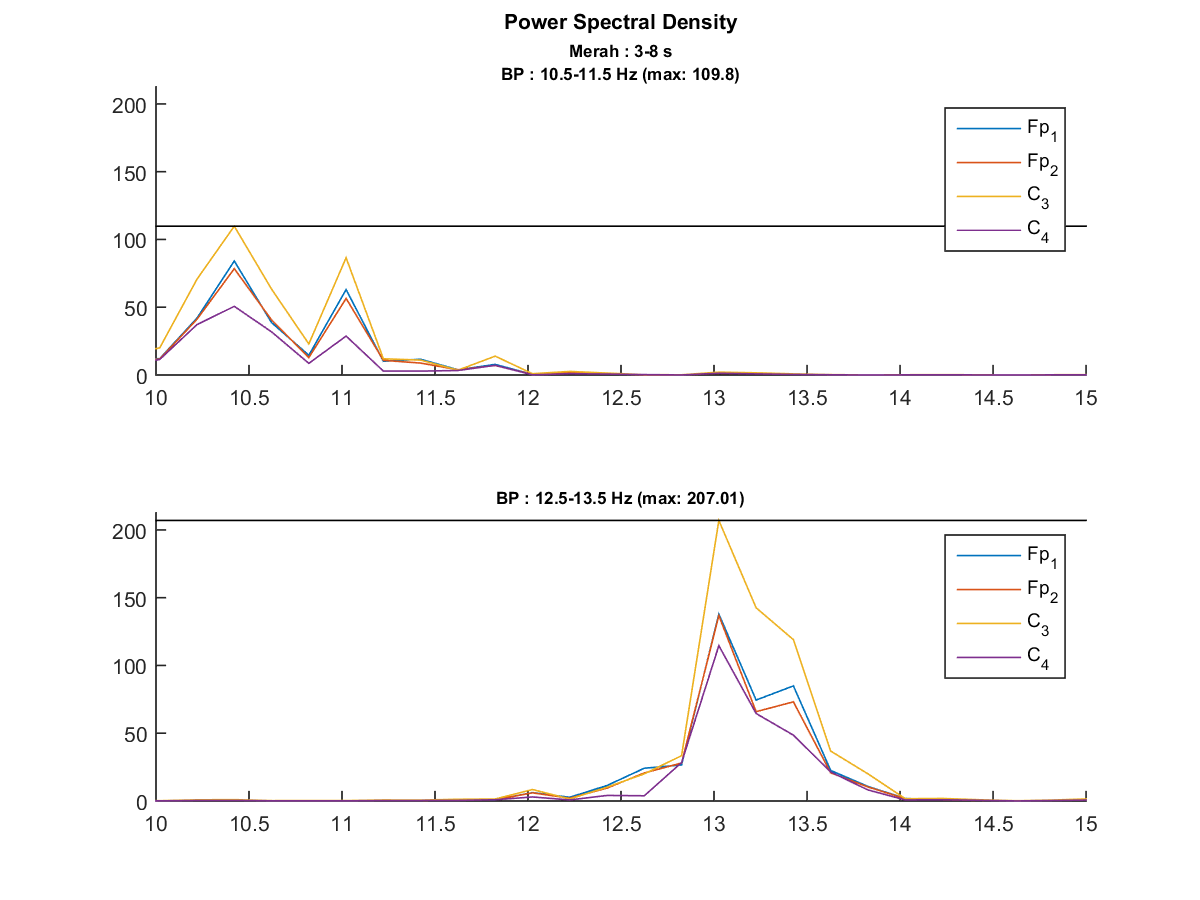 Power Spectral Density
Merah : 3-8 s
BP : 10.5-11.5 Hz (max: 109.8)
200
150
100
50
0
10 10.5 11 11.5 12 12.5 13 13.5 14 14.5 15
Fp1
Fp2
C3
C4
BP : 12.5-13.5 Hz (max: 207.01)
200
150
100
50
0
10 10.5 11 11.5 12 12.5 13 13.5 14 14.5 15
Fp1
Fp2
C3
C4